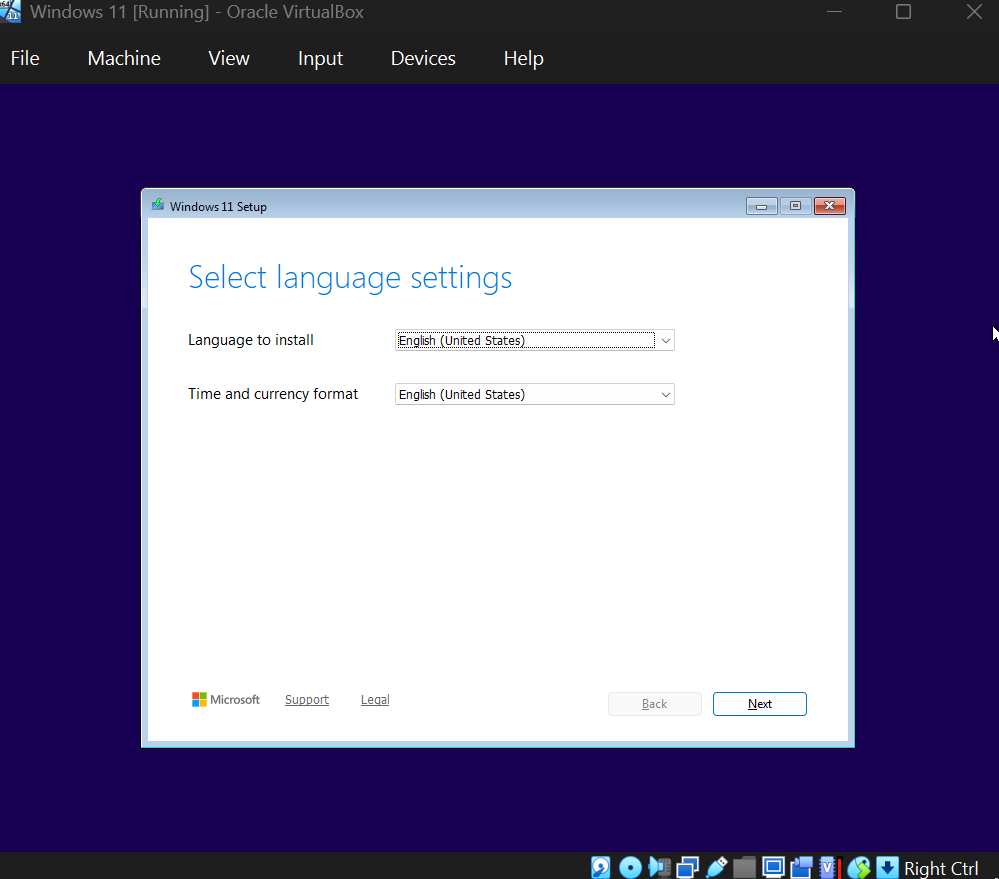 Windows 11 [Running] - Oracle VirtualBox
File Machine View Input Devices Help
Windows 11 Setup
Select language settings
Language to install English (United States)
Time and currency format English (United States)
Microsoft Support Legal Back Next
Right Ctrl